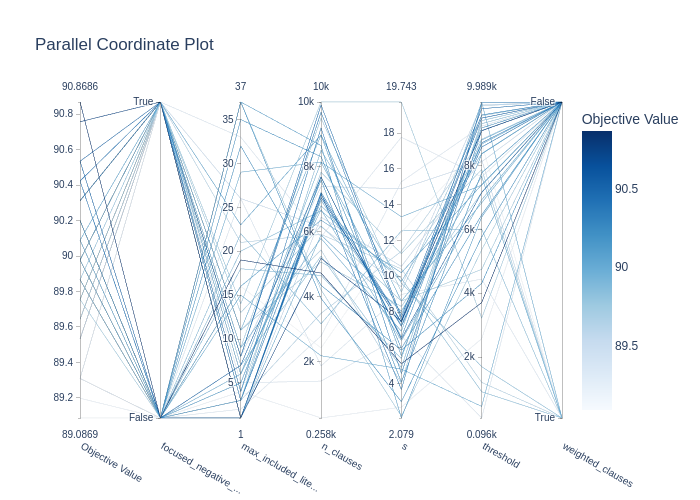 Parallel Coordinate Plot
90.8686
37
10k
19.743
9.989k
90.8
90.6
90.4
90.2
90
89.8
89.6
89.4
89.2
True
False
35
30
25
20
15
10
5
10k
8k
6k
4k
2k
18
16
14
12
10
8
6
4
8k
6k
4k
2k
False
True
89.0869
1
0.258k
2.079
0.096k
Objective Value
focused_negative_...
max_included_lite...
n_clauses
s
threshold
weighted_clauses
Objective Value
90.5
90
89.5